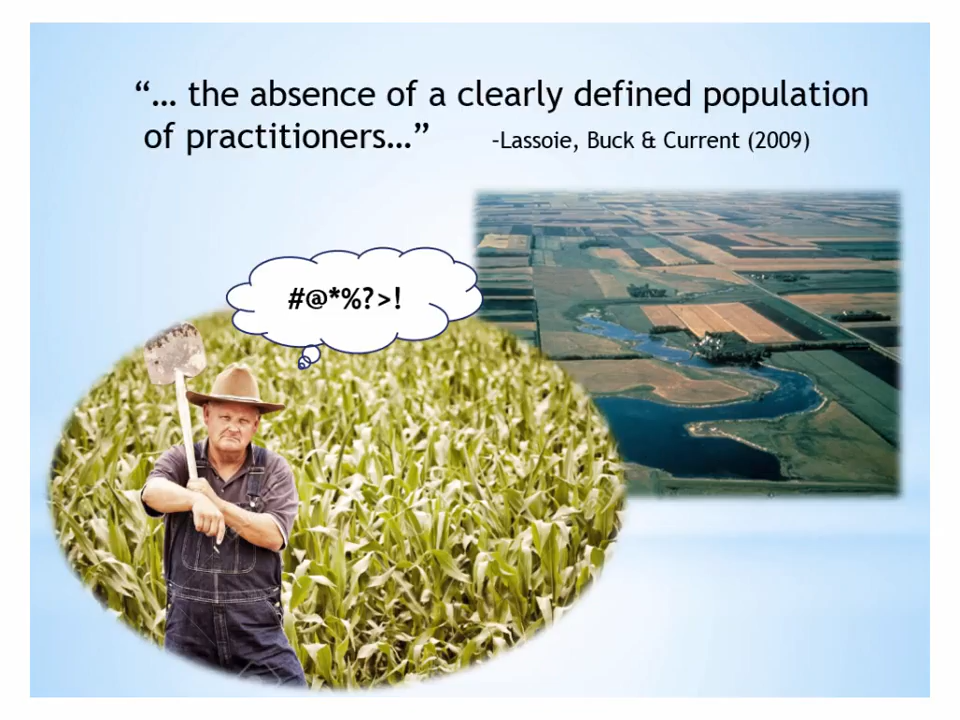 “… the absence of a clearly defined population
of practitioners…” –Lassoie, Buck & Current (2009)
#@*%?>!